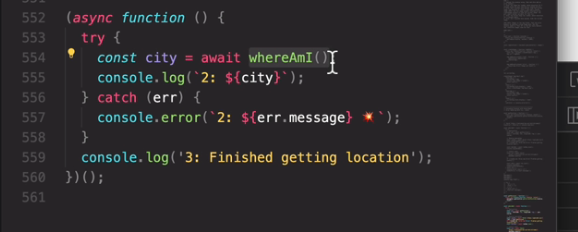 552 (async function () {
553 try {
554 const city = await whereAmI()
555 console.log(`2: ${city}`);
556 } catch (err) {
557 console.error(`2: ${err.message} 💥`);
558 }
559 console.log('3: Finished getting location');
560 })();
561